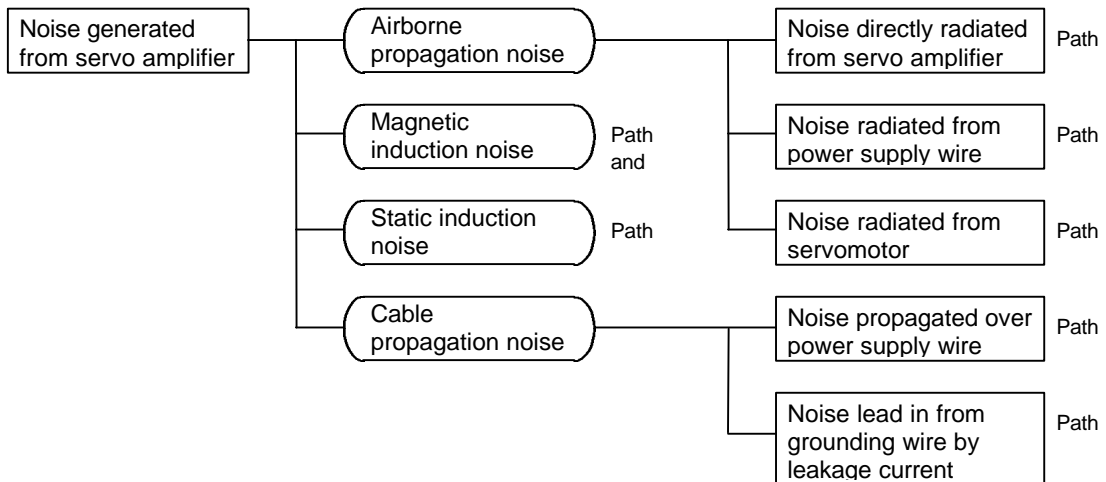 Noise generated
from servo amplifier
Airborne
propagation noise
Noise directly radiated
from servo amplifier
Path
Magnetic
induction noise
Path
and
Noise radiated from
power supply wire
Path
Static induction
noise
Path
Noise radiated from
servomotor
Path
Cable
propagation noise
Noise propagated over
power supply wire
Path
Noise lead in from
grounding wire by
leakage current
Path